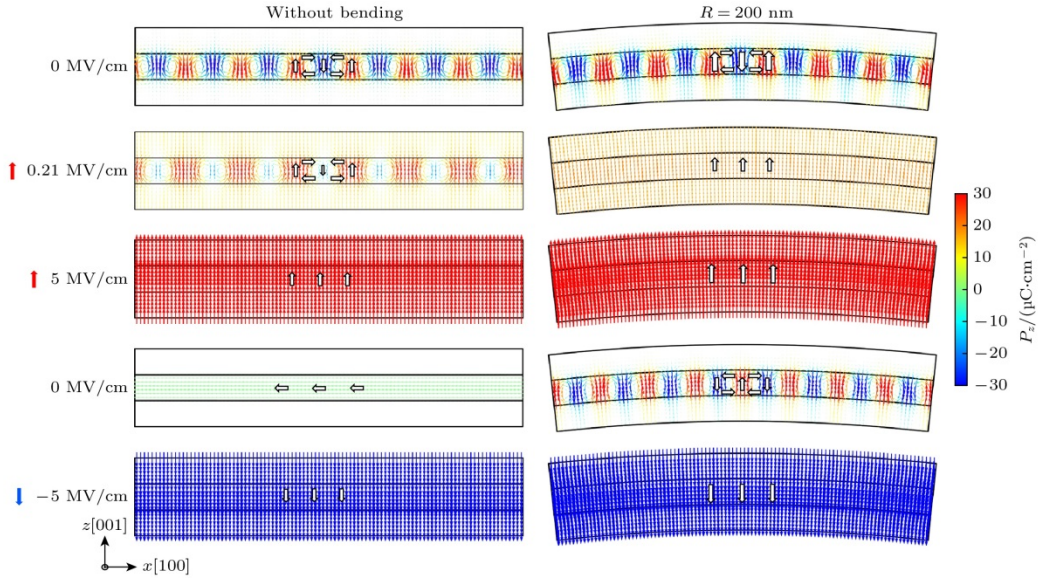 Without bending
R = 200 nm
0 MV/cm
0.21 MV/cm
5 MV/cm
0 MV/cm
−5 MV/cm
30
20
10
0
−10
−20
−30
Pz/(μC·cm−2)
z[001]
x[100]